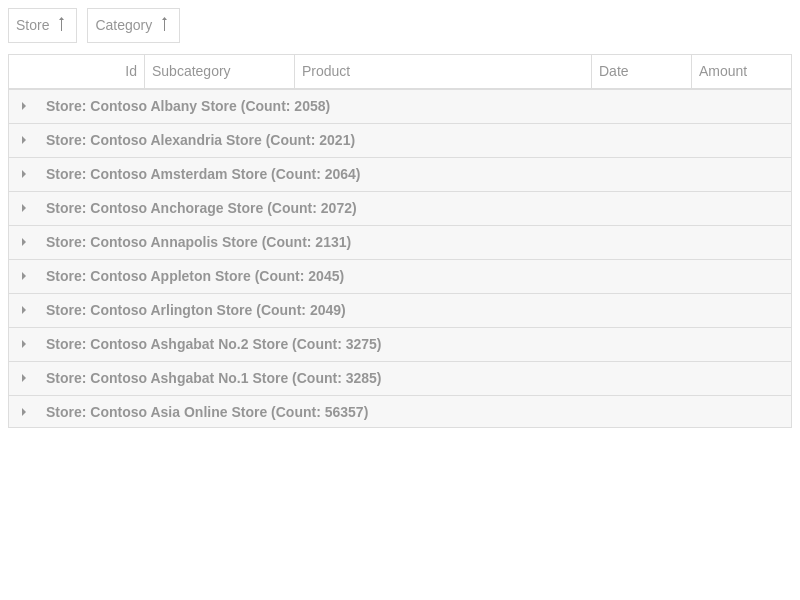 Store Category
Id Subcategory Product Date Amount
Store: Contoso Albany Store (Count: 2058)
Store: Contoso Alexandria Store (Count: 2021)
Store: Contoso Amsterdam Store (Count: 2064)
Store: Contoso Anchorage Store (Count: 2072)
Store: Contoso Annapolis Store (Count: 2131)
Store: Contoso Appleton Store (Count: 2045)
Store: Contoso Arlington Store (Count: 2049)
Store: Contoso Ashgabat No.2 Store (Count: 3275)
Store: Contoso Ashgabat No.1 Store (Count: 3285)
Store: Contoso Asia Online Store (Count: 56357)